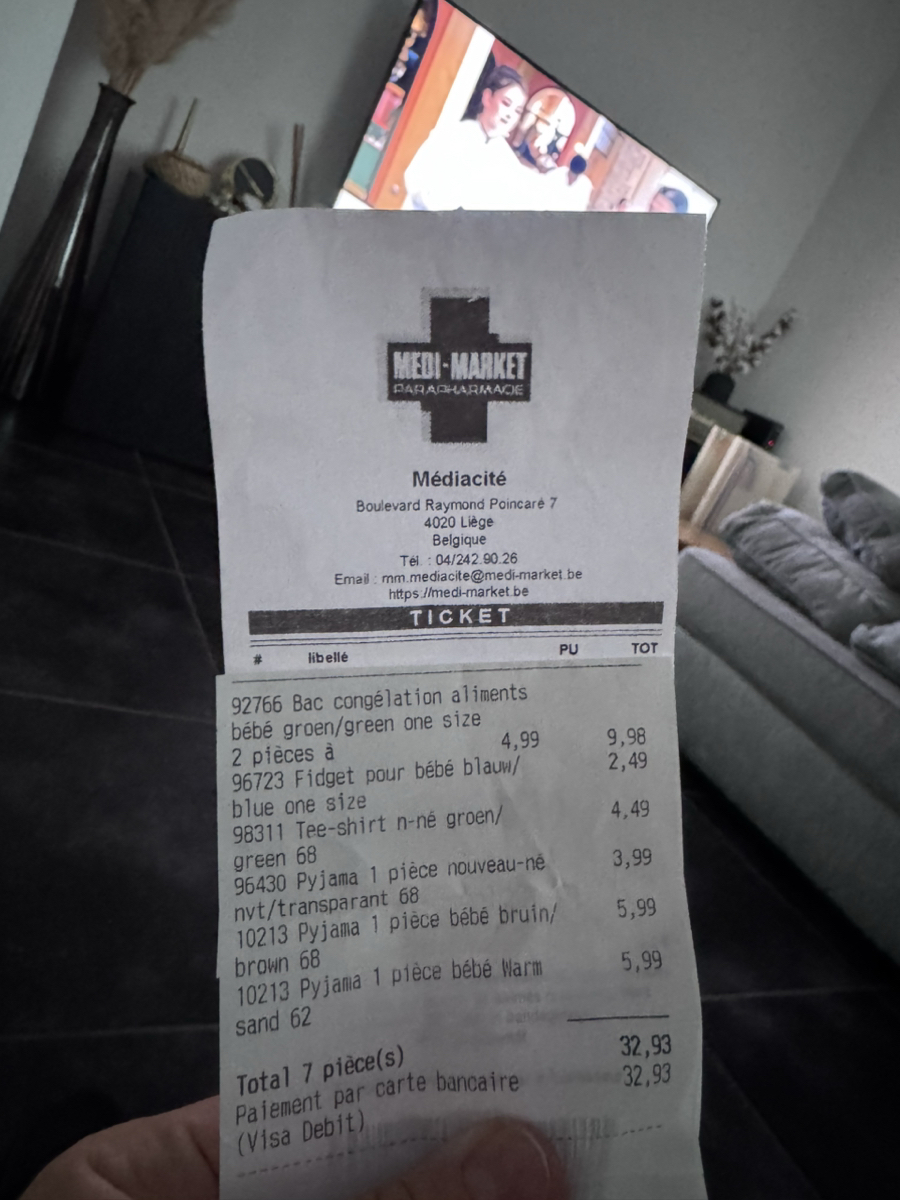 MEDI-MARKET
PARAPHARMACIE
Médiacité
Boulevard Raymond Poincaré 7
4020 Liège
Belgique
Tél. : 04/242.90.26
Email : mm.mediacite@medi-market.be
https://medi-market.be
TICKET
# libellé PU TOT
92766 Bac congélation aliments
bébé groen/green one size
2 pièces à 4,99 9,98
96723 Fidget pour bébé blauw/ 2,49
blue one size
98311 Tee-shirt n-né groen/ 4,49
green 68
96430 Pyjama 1 pièce nouveau-né 3,99
nvt/transparant 68
10213 Pyjama 1 pièce bébé bruin/ 5,99
brown 68
10213 Pyjama 1 pièce bébé Warm 5,99
sand 62
Total 7 pièce(s) 32,93
Paiement par carte bancaire 32,93
(Visa Debit)